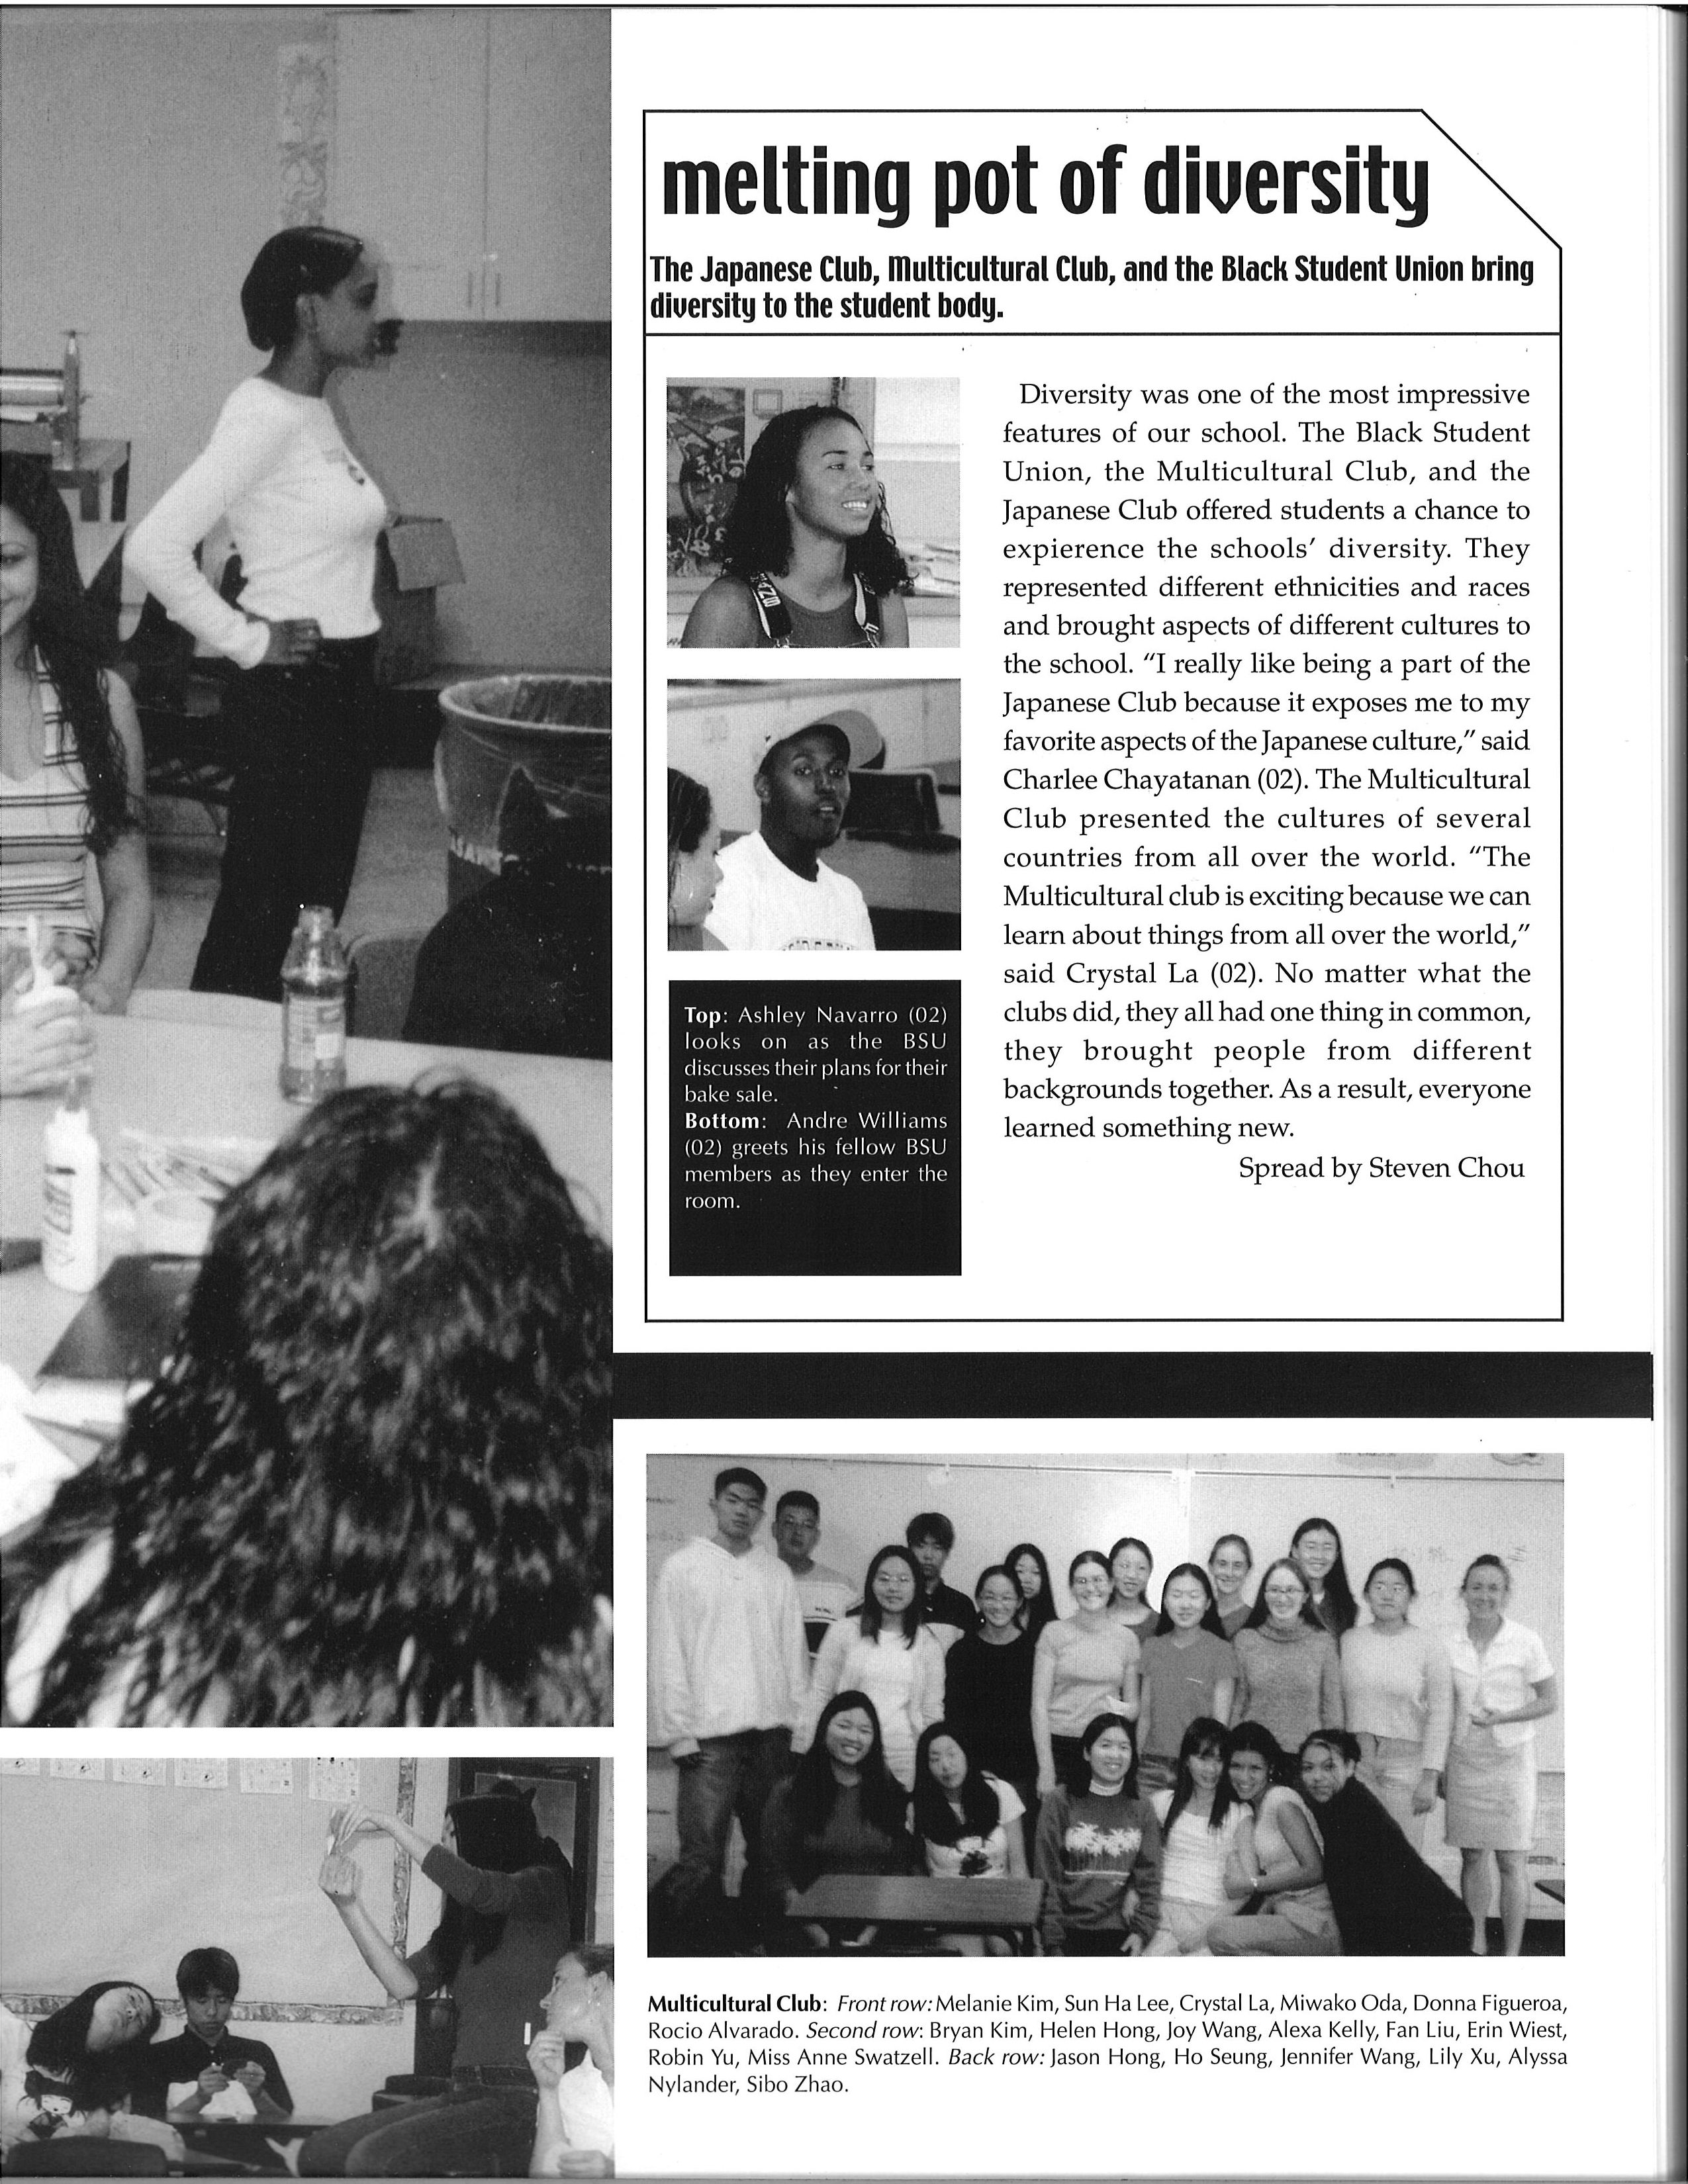 melting pot of diversity
The Japanese Club, Multicultural Club, and the Black Student Union bring
diversity to the student body.
Diversity was one of the most impressive
features of our school. The Black Student
Union, the Multicultural Club, and the
Japanese Club offered students a chance to
expierence the schools' diversity. They
represented different ethnicities and races
and brought aspects of different cultures to
the school. "I really like being a part of the
Japanese Club because it exposes me to my
favorite aspects of the Japanese culture," said
Charlee Chayatanan (02). The Multicultural
Club presented the cultures of several
countries from all over the world. "The
Multicultural club is exciting because we can
learn about things from all over the world,"
said Crystal La (02). No matter what the
clubs did, they all had one thing in common,
they brought people from different
backgrounds together. As a result, everyone
learned something new.
Spread by Steven Chou
Top: Ashley Navarro (02)
looks on as the BSU
discusses their plans for their
bake sale.
Bottom: Andre Williams
(02) greets his fellow BSU
members as they enter the
room.
Multicultural Club: Front row: Melanie Kim, Sun Ha Lee, Crystal La, Miwako Oda, Donna Figueroa,
Rocio Alvarado. Second row: Bryan Kim, Helen Hong, Joy Wang, Alexa Kelly, Fan Liu, Erin Wiest,
Robin Yu, Miss Anne Swatzell. Back row: Jason Hong, Ho Seung, Jennifer Wang, Lily Xu, Alyssa
Nylander, Sibo Zhao.